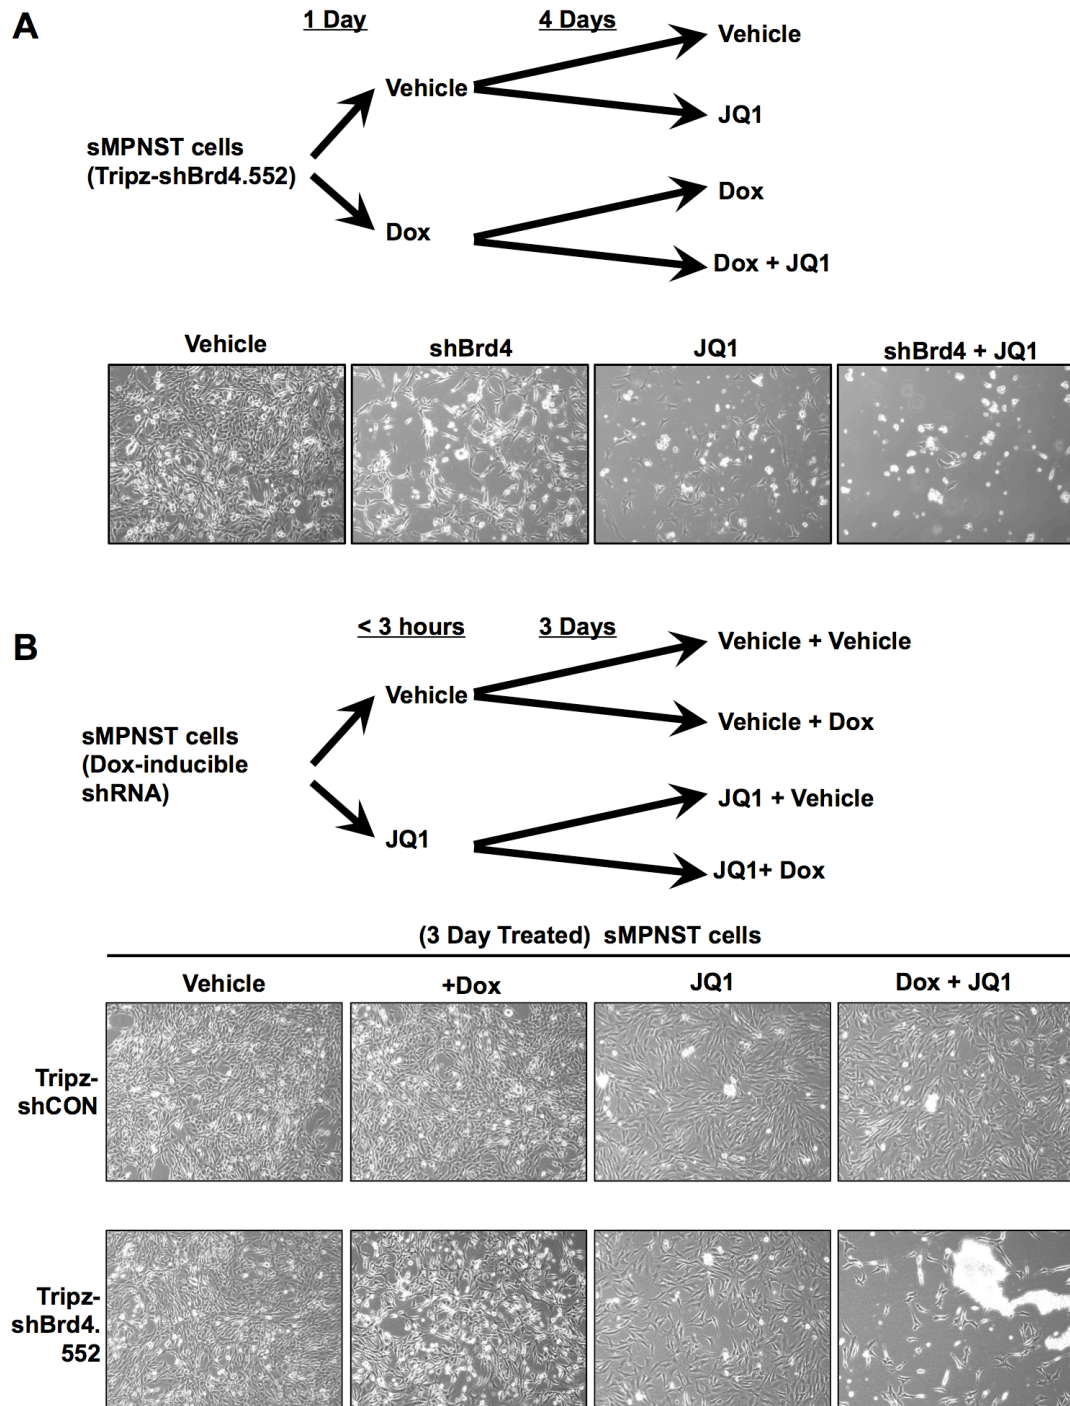 A
1 Day
4 Days
Vehicle
Vehicle
JQ1
sMPNST cells
(Tripz-shBrd4.552)
Dox
Dox
Dox + JQ1
Vehicle
shBrd4
JQ1
shBrd4 + JQ1
B
< 3 hours
3 Days
Vehicle + Vehicle
Vehicle
Vehicle + Dox
sMPNST cells
(Dox-inducible
shRNA)
JQ1 + Vehicle
JQ1
JQ1+ Dox
(3 Day Treated)  sMPNST cells
Vehicle
+Dox
JQ1
Dox + JQ1
Tripz-
shCON
Tripz-
shBrd4.
552